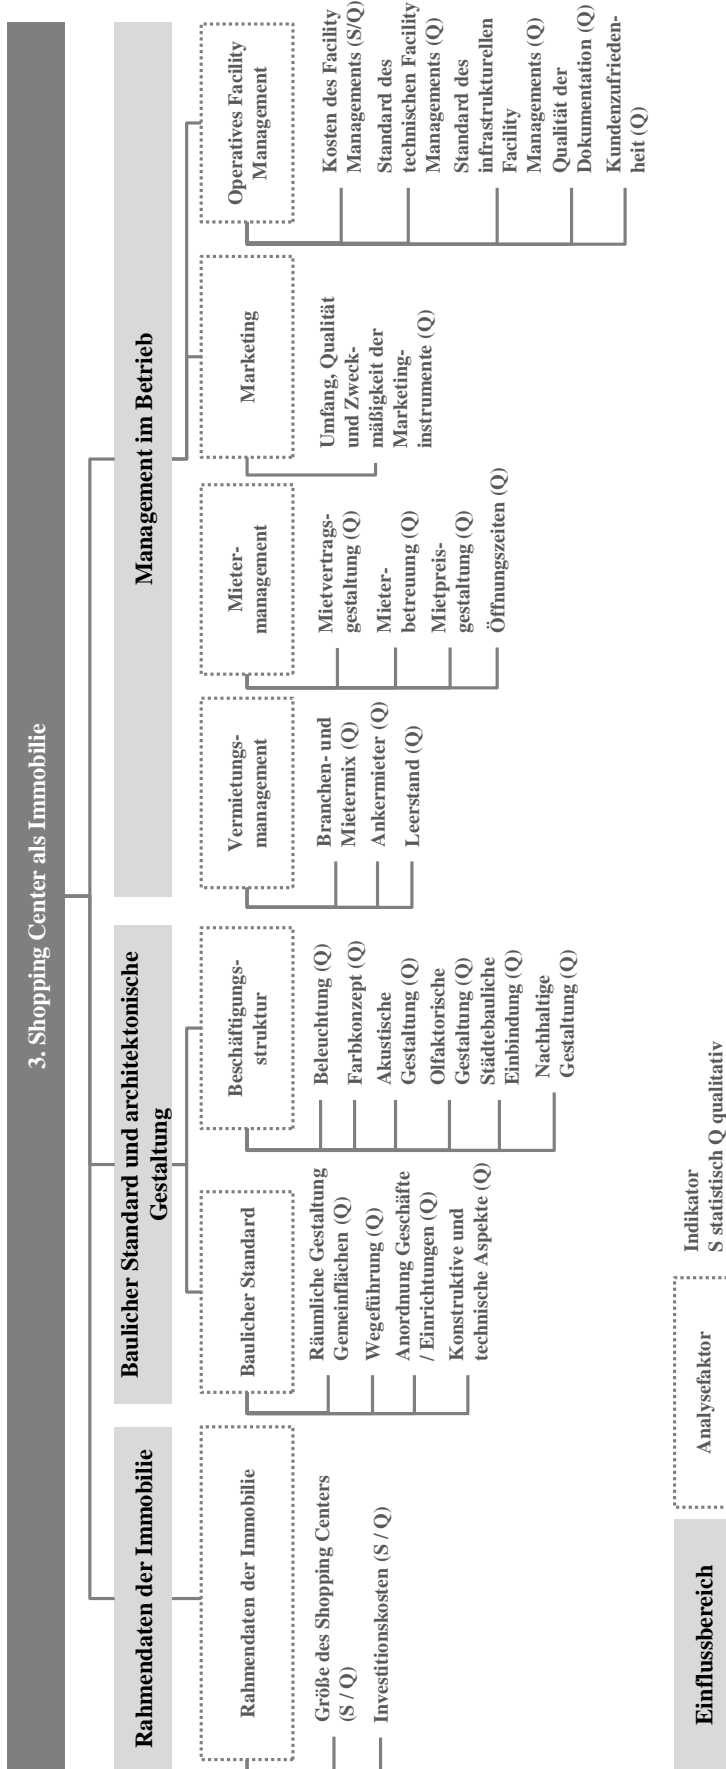 3. Shopping Center als Immobilie
Rahmendaten der Immobilie
Baulicher Standard und architektonische
Gestaltung
Management im Betrieb
Rahmendaten der Immobilie
Größe des Shopping Centers
(S / Q)
Investitionskosten (S / Q)
Baulicher Standard
Räumliche Gestaltung
Gemeinflächen (Q)
Wegeführung (Q)
Anordnung Geschäfte
/ Einrichtungen (Q)
Konstruktive und
technische Aspekte (Q)
Beschäftigungs-
struktur
Beleuchtung (Q)
Farbkonzept (Q)
Akustische
Gestaltung (Q)
Olfaktorische
Gestaltung (Q)
Städtebauliche
Einbindung (Q)
Nachhaltige
Gestaltung (Q)
Vermietungs-
management
Branchen- und
Mietermix (Q)
Ankermieter (Q)
Leerstand (Q)
Mieter-
management
Mietvertrags-
gestaltung (Q)
Mieter-
betreuung (Q)
Mietpreis-
gestaltung (Q)
Öffnungszeiten (Q)
Marketing
Umfang, Qualität
und Zweck-
mäßigkeit der
Marketing-
instrumente (Q)
Operatives Facility
Management
Kosten des Facility
Managements (S/Q)
Standard des
technischen Facility
Managements (Q)
Standard des
infrastrukturellen
Facility
Managements (Q)
Qualität der
Dokumentation (Q)
Kundenzufrieden-
heit (Q)
Einflussbereich
Analysefaktor
Indikator
S statistisch Q qualitativ